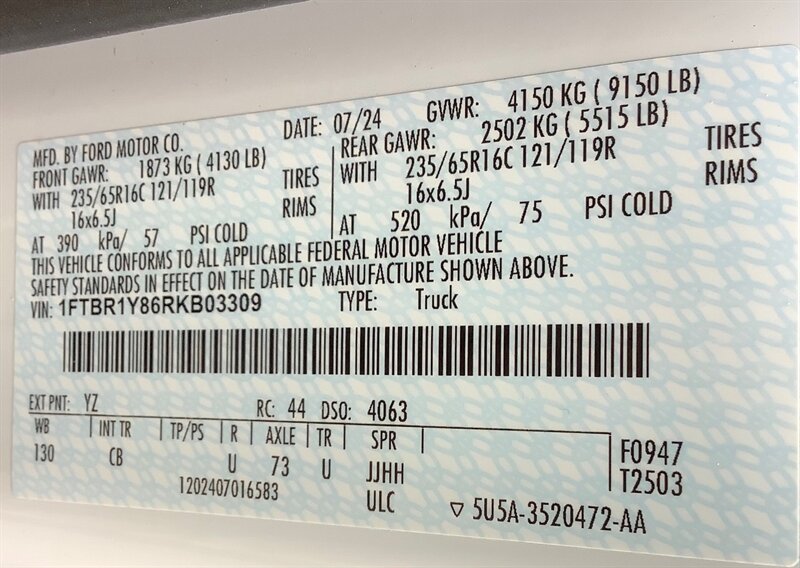 MFD. BY FORD MOTOR CO. DATE: 07/24 GVWR: 4150 KG ( 9150 LB)
FRONT GAWR: 1873 KG ( 4130 LB) REAR GAWR: 2502 KG ( 5515 LB)
WITH 235/65R16C 121/119R TIRES WITH 235/65R16C 121/119R TIRES
16x6.5J RIMS 16x6.5J RIMS
AT 390 kPa/ 57 PSI COLD AT 520 kPa/ 75 PSI COLD
THIS VEHICLE CONFORMS TO ALL APPLICABLE FEDERAL MOTOR VEHICLE
SAFETY STANDARDS IN EFFECT ON THE DATE OF MANUFACTURE SHOWN ABOVE.
VIN: 1FTBR1Y86RKB03309 TYPE: Truck
EXT PNT: YZ RC: 44 DSO: 4063
WB | INT TR | TP/PS | R | AXLE | TR | SPR |
130 CB U 73 U JJHH F0947
1202407016583 ULC T2503
▽ 5U5A-3520472-AA